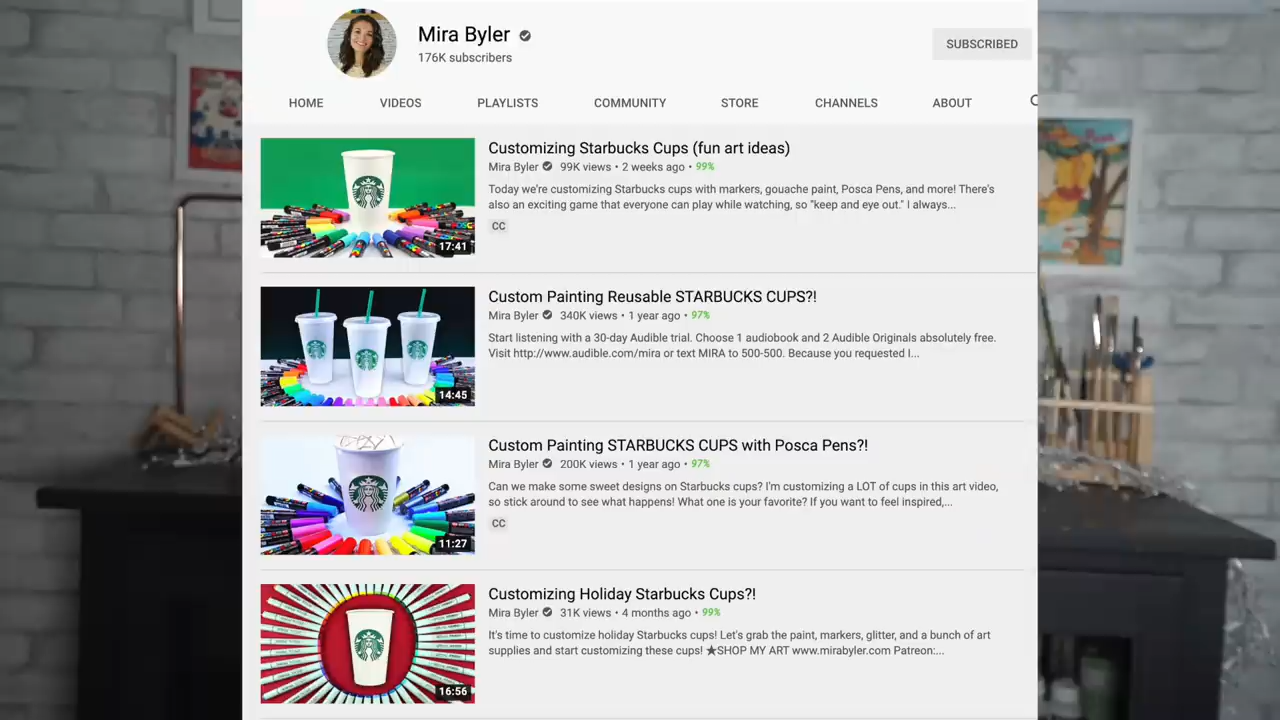 Mira Byler
176K subscribers
SUBSCRIBED
HOME VIDEOS PLAYLISTS COMMUNITY STORE CHANNELS ABOUT
Customizing Starbucks Cups (fun art ideas)
Mira Byler 99K views • 2 weeks ago • 99%
Today we're customizing Starbucks cups with markers, gouache paint, Posca Pens, and more! There's
also an exciting game that everyone can play while watching, so "keep and eye out." I always...
CC
17:41
Custom Painting Reusable STARBUCKS CUPS?!
Mira Byler 340K views • 1 year ago • 97%
Start listening with a 30-day Audible trial. Choose 1 audiobook and 2 Audible Originals absolutely free.
Visit http://www.audible.com/mira or text MIRA to 500-500. Because you requested I...
14:45
Custom Painting STARBUCKS CUPS with Posca Pens?!
Mira Byler 200K views • 1 year ago • 97%
Can we make some sweet designs on Starbucks cups? I'm customizing a LOT of cups in this art video,
so stick around to see what happens! What one is your favorite? If you want to feel inspired,...
CC
11:27
Customizing Holiday Starbucks Cups?!
Mira Byler 31K views • 4 months ago • 99%
It's time to customize holiday Starbucks cups! Let's grab the paint, markers, glitter, and a bunch of art
supplies and start customizing these cups! ★SHOP MY ART www.mirabyler.com Patreon:...
16:56